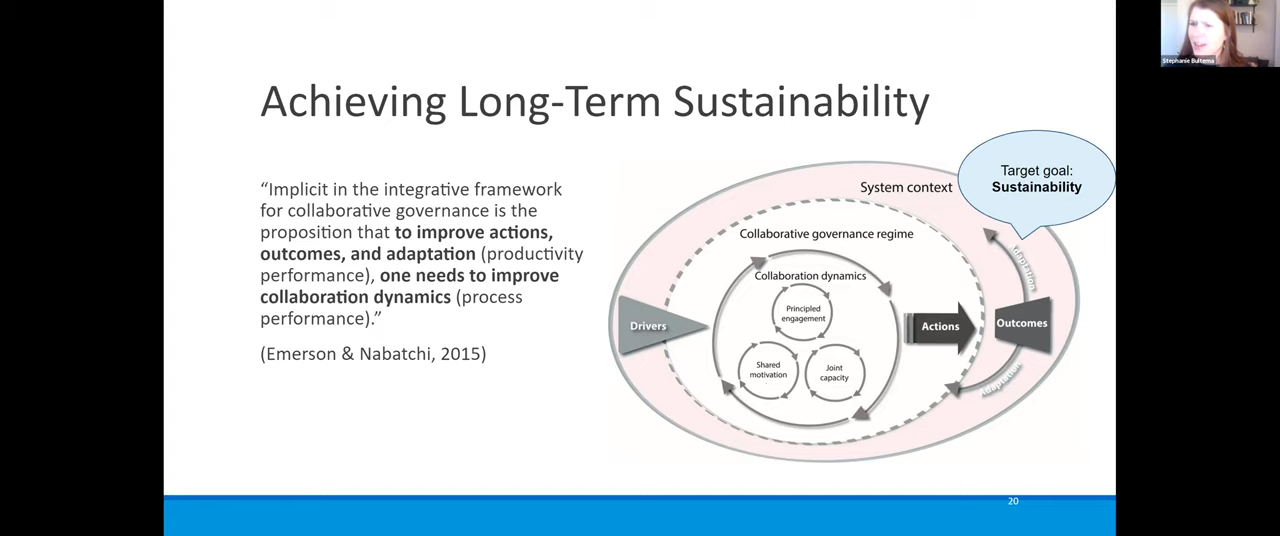 Stephanie Bultema
Achieving Long-Term Sustainability
“Implicit in the integrative framework
for collaborative governance is the
proposition that to improve actions,
outcomes, and adaptation (productivity
performance), one needs to improve
collaboration dynamics (process
performance).”
(Emerson & Nabatchi, 2015)
Target goal:
Sustainability
System context
Collaborative governance regime
Collaboration dynamics
Principled
engagement
Shared
motivation
Joint
capacity
Drivers
Actions
Outcomes
Adaptation
Adaptation
20